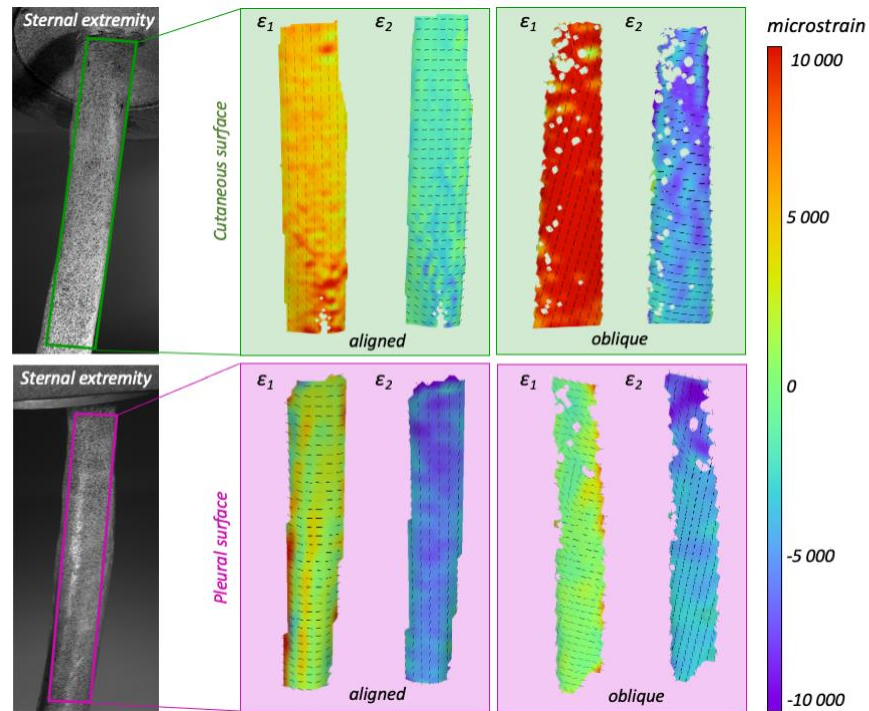 Sternal extremity
Cutaneous surface
ε1
ε2
aligned
ε1
ε2
oblique
Sternal extremity
Pleural surface
ε1
ε2
aligned
ε1
ε2
oblique
microstrain
10 000
5 000
0
-5 000
-10 000